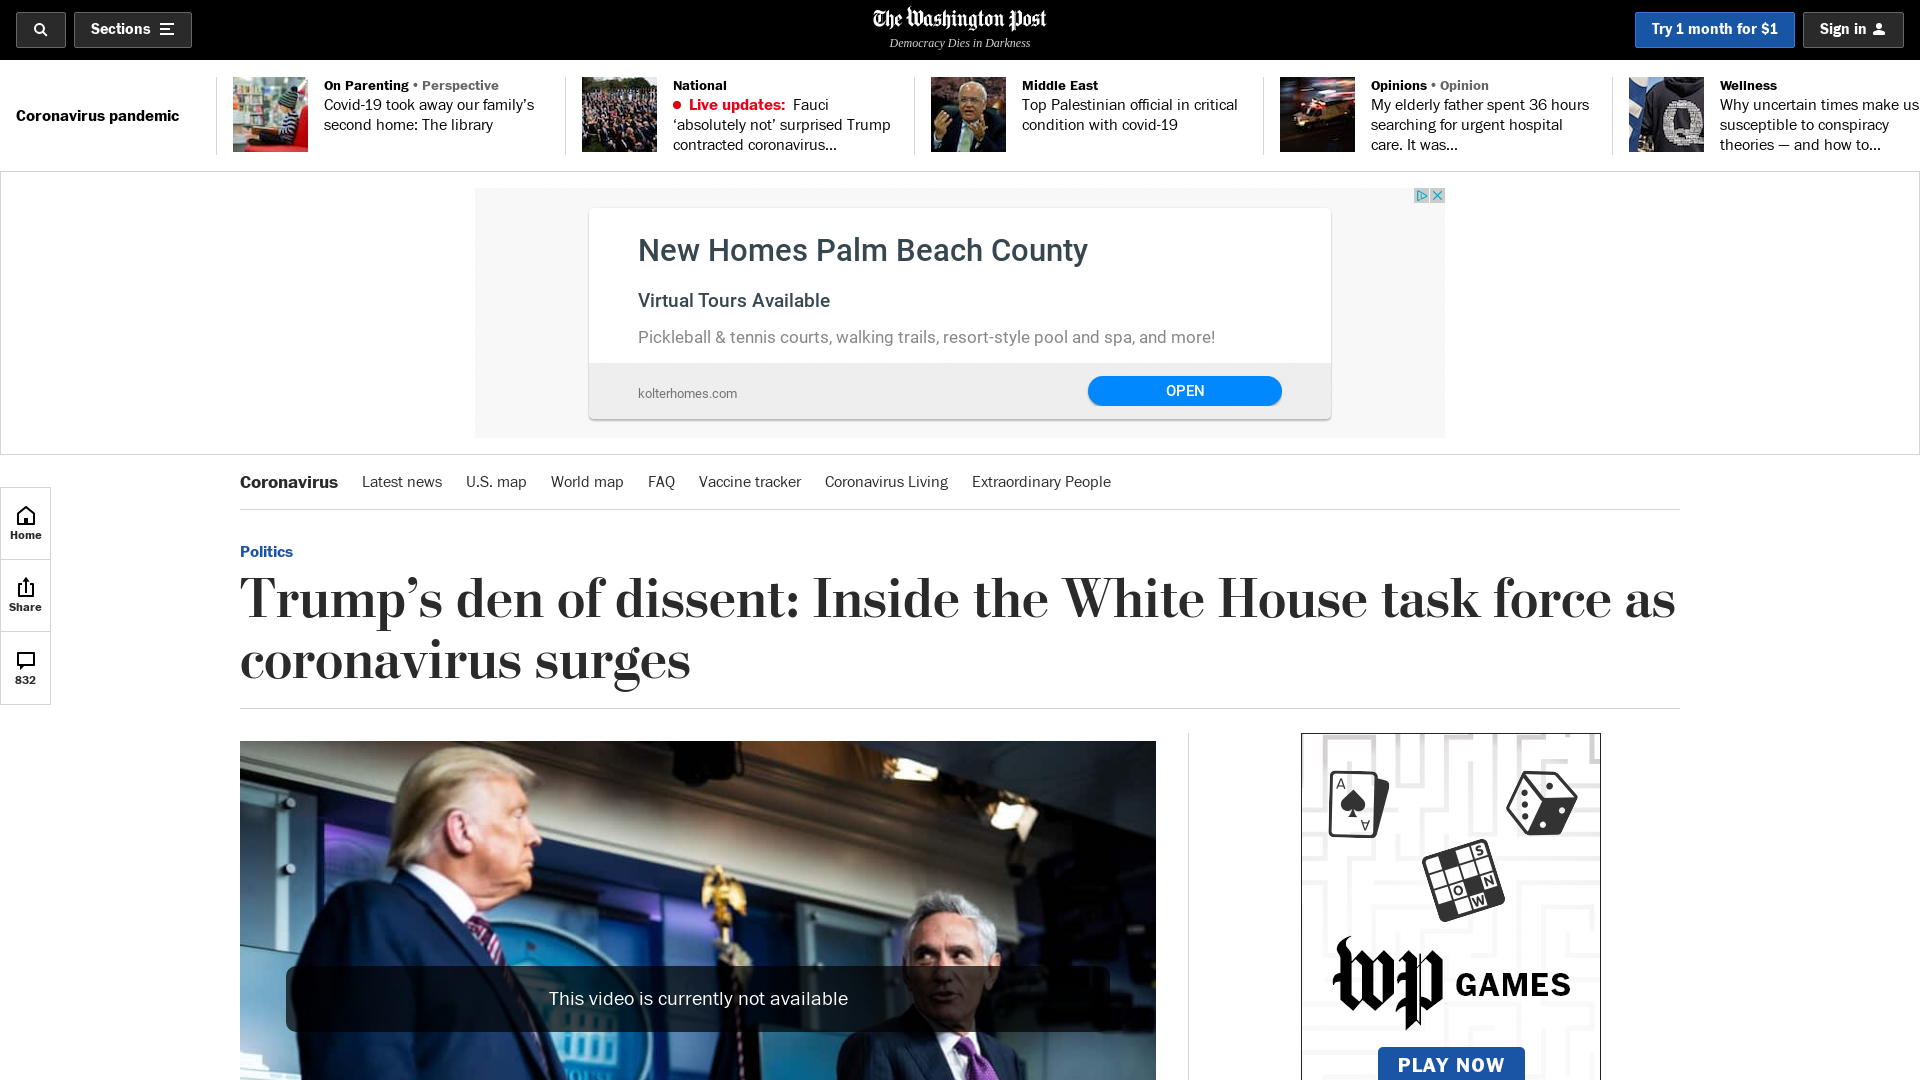 Sections
The Washington Post
Democracy Dies in Darkness
Try 1 month for $1
Sign in
Coronavirus pandemic
On Parenting • Perspective
Covid-19 took away our family’s
second home: The library
National
Live updates: Fauci
‘absolutely not’ surprised Trump
contracted coronavirus...
Middle East
Top Palestinian official in critical
condition with covid-19
Opinions • Opinion
My elderly father spent 36 hours
searching for urgent hospital
care. It was...
Wellness
Why uncertain times make us
susceptible to conspiracy
theories — and how to...
Q
New Homes Palm Beach County
Virtual Tours Available
Pickleball & tennis courts, walking trails, resort-style pool and spa, and more!
kolterhomes.com
OPEN
Coronavirus
Latest news
U.S. map
World map
FAQ
Vaccine tracker
Coronavirus Living
Extraordinary People
Home
Share
832
Politics
Trump’s den of dissent: Inside the White House task force as
coronavirus surges
This video is currently not available
A
A
S
O N
W
wp GAMES
PLAY NOW